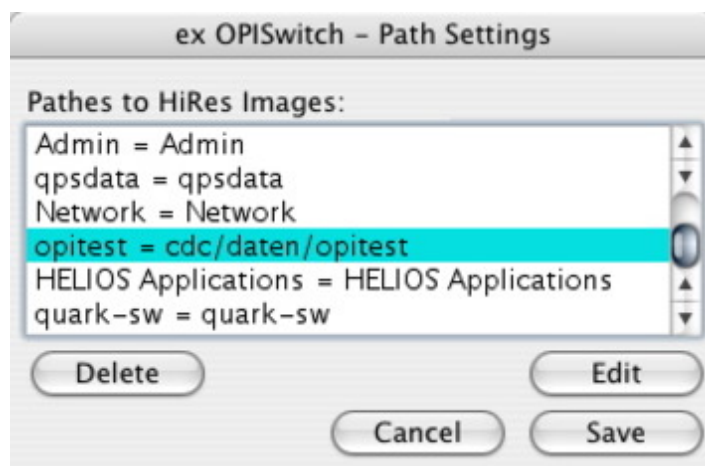 ex OPISwitch – Path Settings
Pathes to HiRes Images:
Admin = Admin
qpsdata = qpsdata
Network = Network
opitest = cdc/daten/opitest
HELIOS Applications = HELIOS Applications
quark-sw = quark-sw
Delete Edit
Cancel Save